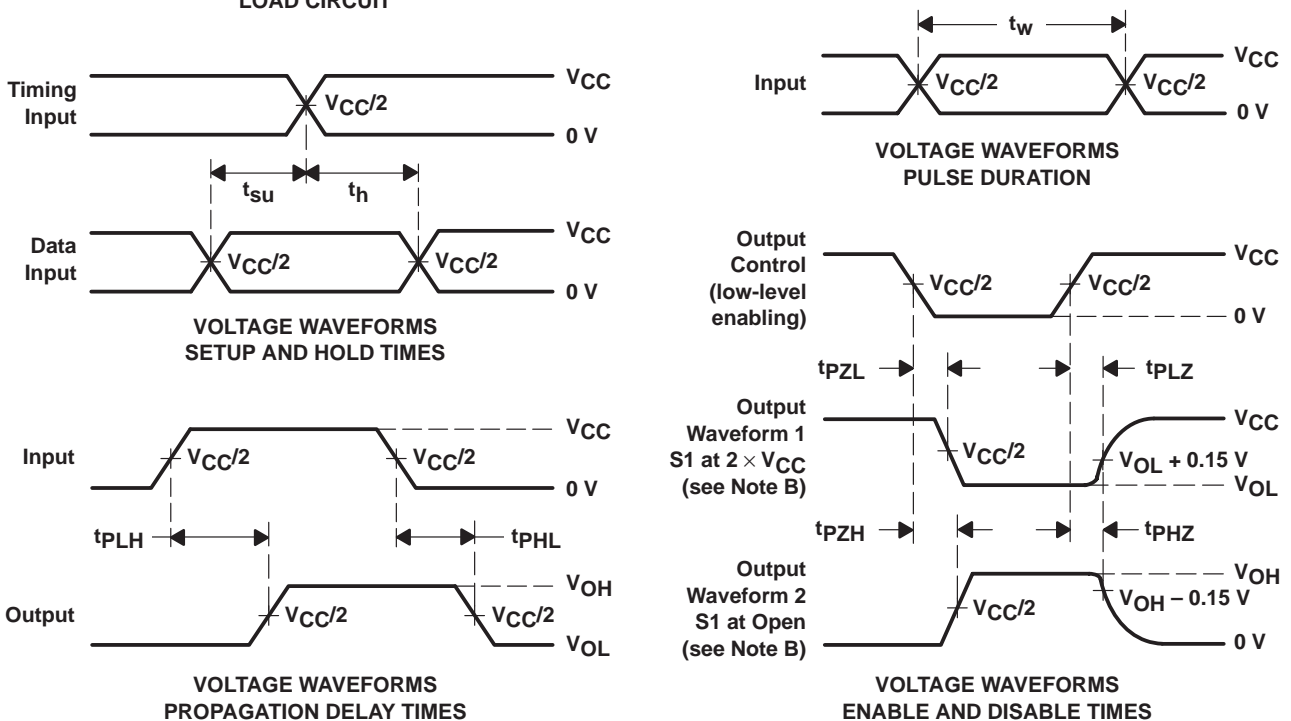 LOAD CIRCUIT
Timing
Input
VCC
VCC/2
0 V
tsu
th
Data
Input
VCC
VCC/2
VCC/2
0 V
VOLTAGE WAVEFORMS
SETUP AND HOLD TIMES
Input
VCC
VCC/2
VCC/2
0 V
tPLH
tPHL
Output
VOH
VCC/2
VCC/2
VOL
VOLTAGE WAVEFORMS
PROPAGATION DELAY TIMES
tw
Input
VCC
VCC/2
VCC/2
0 V
VOLTAGE WAVEFORMS
PULSE DURATION
Output
Control
(low-level
enabling)
VCC
VCC/2
VCC/2
0 V
tPZL
tPLZ
Output
Waveform 1
S1 at 2 × VCC
(see Note B)
VCC
VCC/2
VOL + 0.15 V
VOL
tPZH
tPHZ
Output
Waveform 2
S1 at Open
(see Note B)
VOH
VCC/2
VOH – 0.15 V
0 V
VOLTAGE WAVEFORMS
ENABLE AND DISABLE TIMES